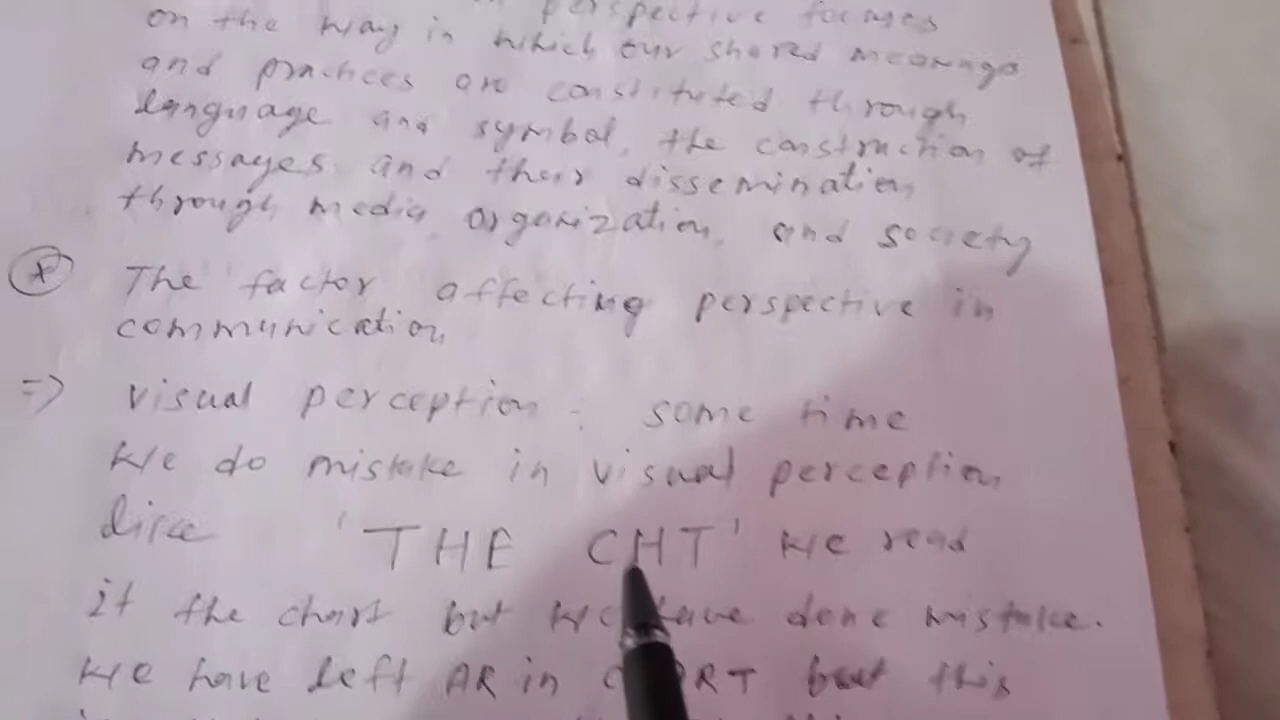 perspective focuses
on the way in which our shared meanings
and practices are constituted through
language and symbol, the construction of
messages and their dissemination
through media, organization, and society
The factor affecting perspective in
communication
=> visual perception : some time
we do mistake in visual perception
like 'THE CHT' we read
it the chart but we have done mistake.
we have left AR in but this